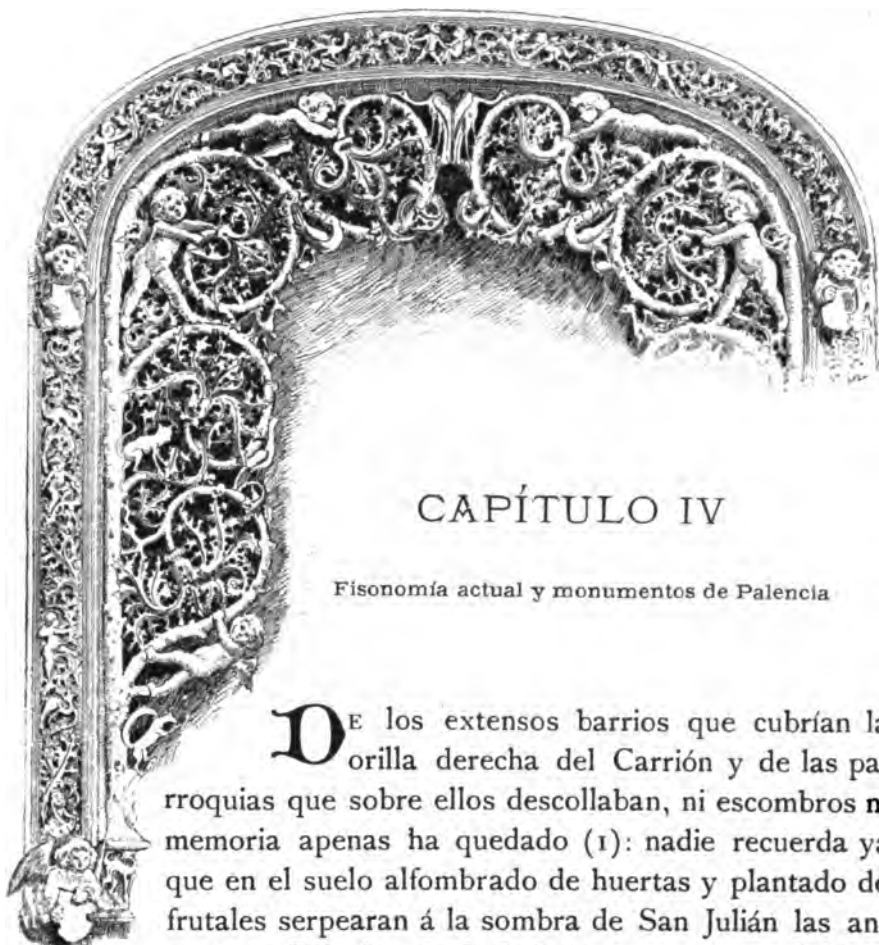 CAPÍTULO IV
Fisonomía actual y monumentos de Palencia
DE los extensos barrios que cubrían la
orilla derecha del Carrión y de las pa-
rroquias que sobre ellos descollaban, ni escombros n
memoria apenas ha quedado (1): nadie recuerda ya
que en el suelo alfombrado de huertas y plantado de
frutales serpearan á la sombra de San Julián las an-